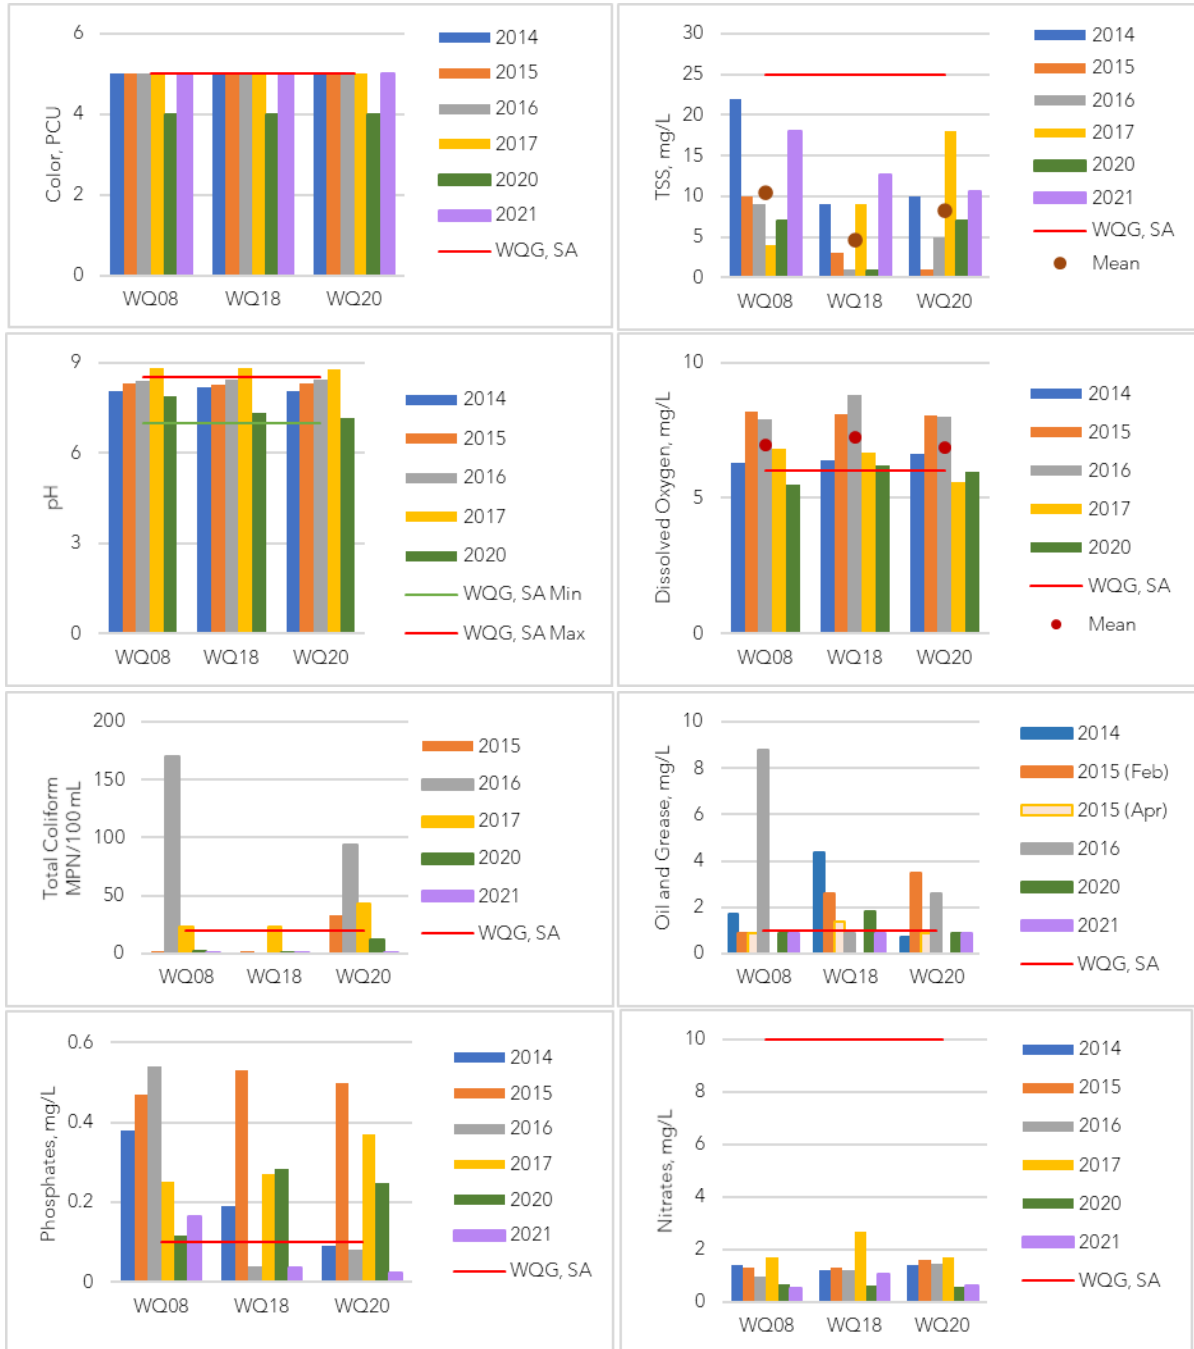 6
4
2
0
Color, PCU
WQ08
WQ18
WQ20
2014
2015
2016
2017
2020
2021
WQG, SA
30
25
20
15
10
5
0
TSS, mg/L
WQ08
WQ18
WQ20
2014
2015
2016
2017
2020
2021
WQG, SA
Mean
9
6
3
0
pH
WQ08
WQ18
WQ20
2014
2015
2016
2017
2020
WQG, SA Min
WQG, SA Max
10
5
0
Dissolved Oxygen, mg/L
WQ08
WQ18
WQ20
2014
2015
2016
2017
2020
WQG, SA
Mean
200
150
100
50
0
Total Coliform
MPN/100 mL
WQ08
WQ18
WQ20
2015
2016
2017
2020
2021
WQG, SA
10
8
6
4
2
0
Oil and Grease, mg/L
WQ08
WQ18
WQ20
2014
2015 (Feb)
2015 (Apr)
2016
2020
2021
WQG, SA
0.6
0.4
0.2
0
Phosphates, mg/L
WQ08
WQ18
WQ20
2014
2015
2016
2017
2020
2021
WQG, SA
10
8
6
4
2
0
Nitrates, mg/L
WQ08
WQ18
WQ20
2014
2015
2016
2017
2020
2021
WQG, SA